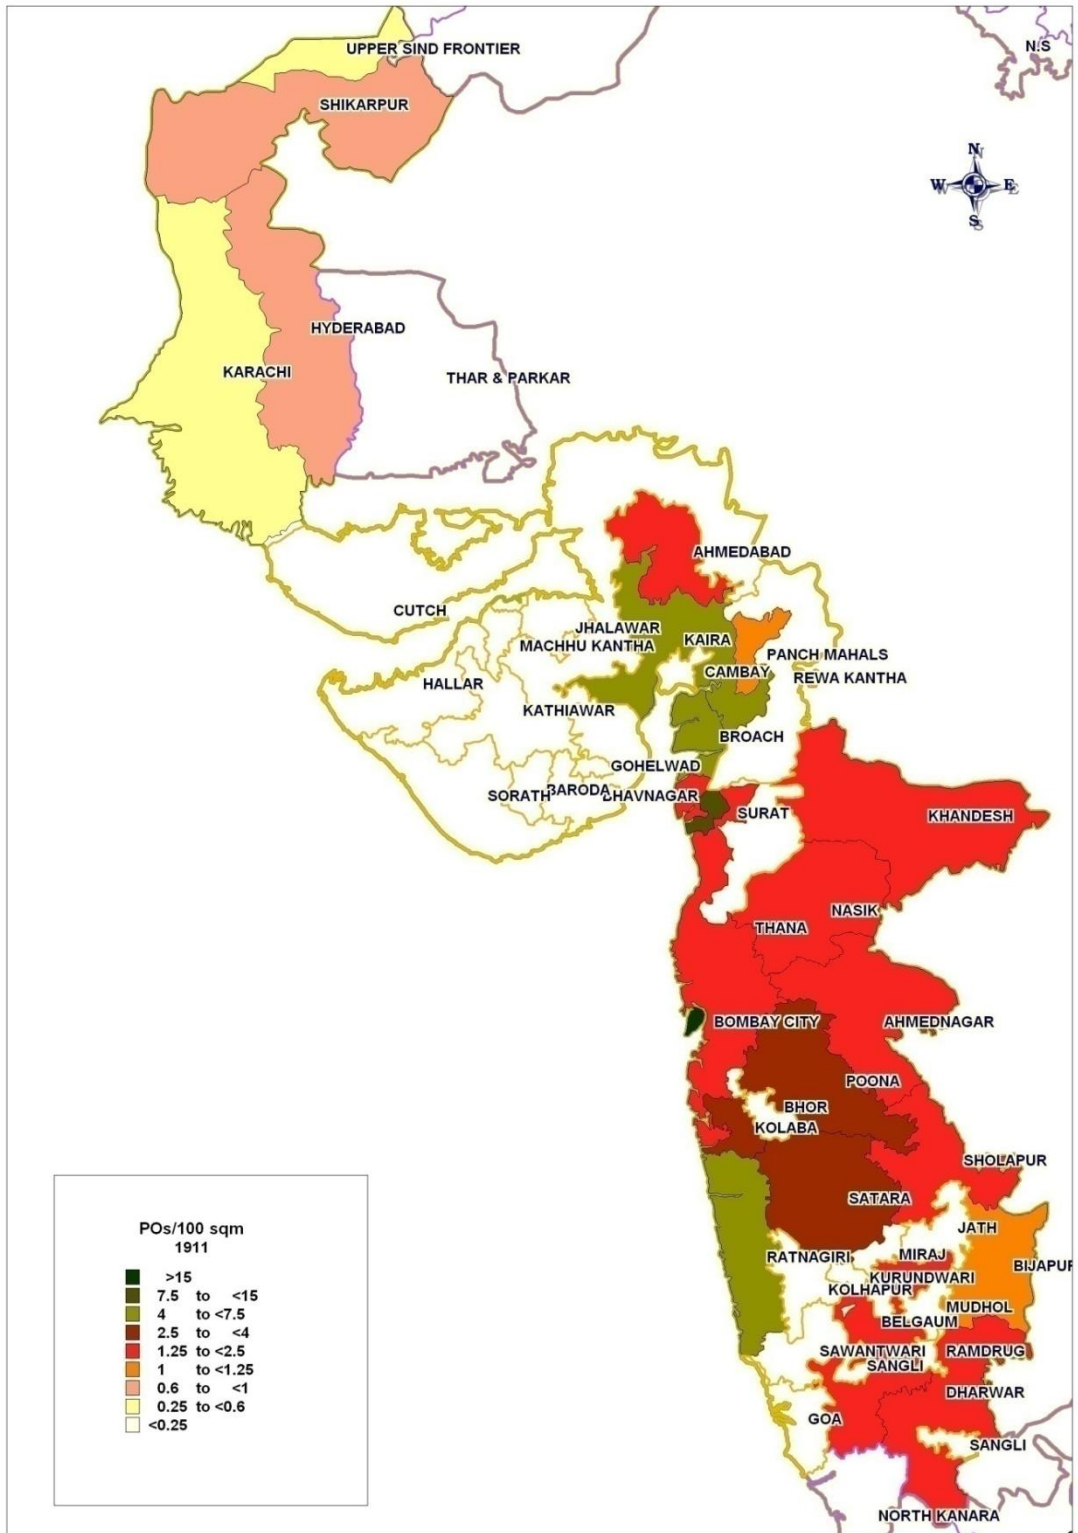 UPPER SIND FRONTIER
N.S
SHIKARPUR
N
W E
S
HYDERABAD
KARACHI
THAR & PARKAR
AHMEDABAD
CUTCH
JHALAWAR
MACHHU KANTHA
KAIRA
PANCH MAHALS
CAMBAY
REWA KANTHA
HALLAR
KATHIAWAR
BROACH
GOHELWAD
SORATH
BARODA
BHAVNAGAR
SURAT
KHANDESH
NASIK
THANA
BOMBAY CITY
AHMEDNAGAR
POONA
BHOR
KOLABA
SHOLAPUR
SATARA
JATH
RATNAGIRI
MIRAJ
BIJAPUR
KURUNDWARI
KOLHAPUR
MUDHOL
BELGAUM
SAWANTWARI
RAMDRUG
SANGLI
DHARWAR
GOA
SANGLI
NORTH KANARA
POs/100 sqm
1911
>15
7.5 to <15
4 to <7.5
2.5 to <4
1.25 to <2.5
1 to <1.25
0.6 to <1
0.25 to <0.6
<0.25